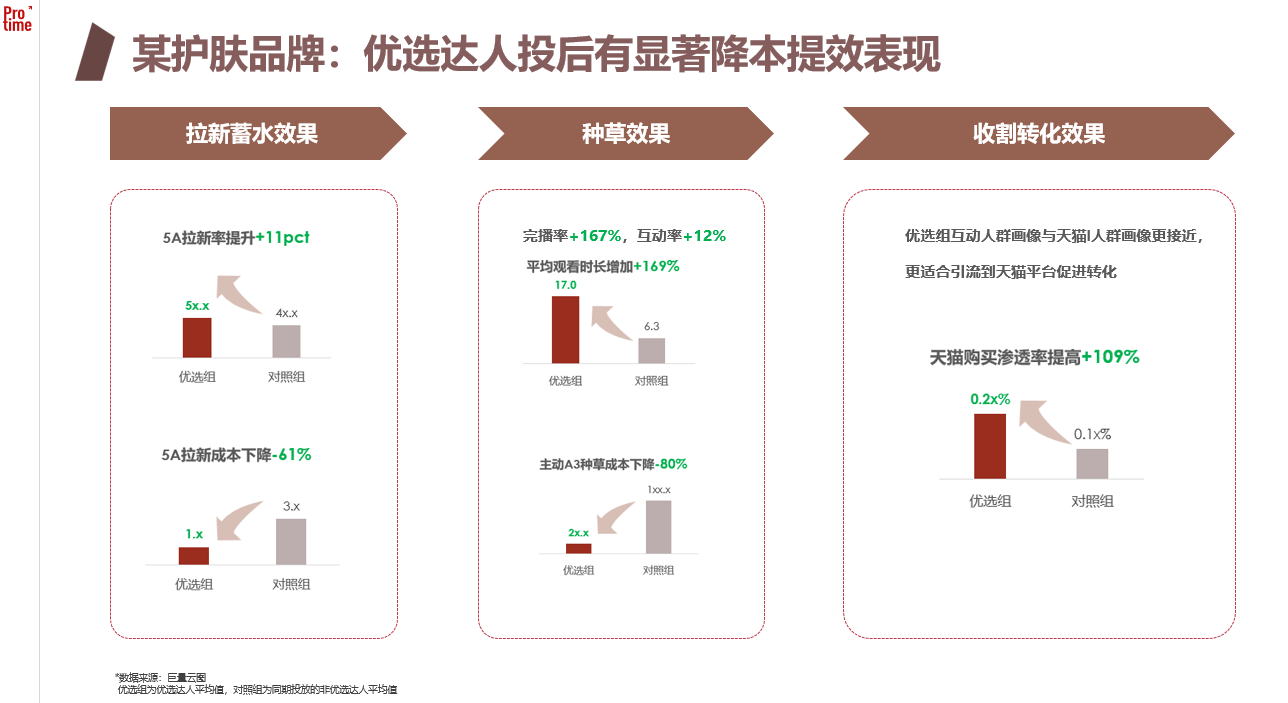 Pro
time
某护肤品牌：优选达人投后有显著降本提效表现
拉新蓄水效果
5A拉新率提升+11pct
5x.x
4x.x
优选组
对照组
5A拉新成本下降-61%
1.x
3.x
优选组
对照组
种草效果
完播率+167%，互动率+12%
平均观看时长增加+169%
17.0
6.3
优选组
对照组
主动A3种草成本下降-80%
2x.x
1xx.x
优选组
对照组
收割转化效果
优选组互动人群画像与天猫I人群画像更接近，
更适合引流到天猫平台促进转化
天猫购买渗透率提高+109%
0.2x%
0.1x%
优选组
对照组
*数据来源：巨量云图
优选组为优选达人平均值，对照组为同期投放的非优选达人平均值